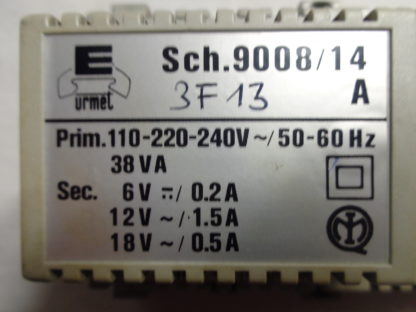 E Sch.9008/14
urmet 3F13 A
Prim.110-220-240V ~/50-60 Hz
38 VA
Sec. 6V ⎓/0.2A
12V ~/1.5A
18V ~/0.5A